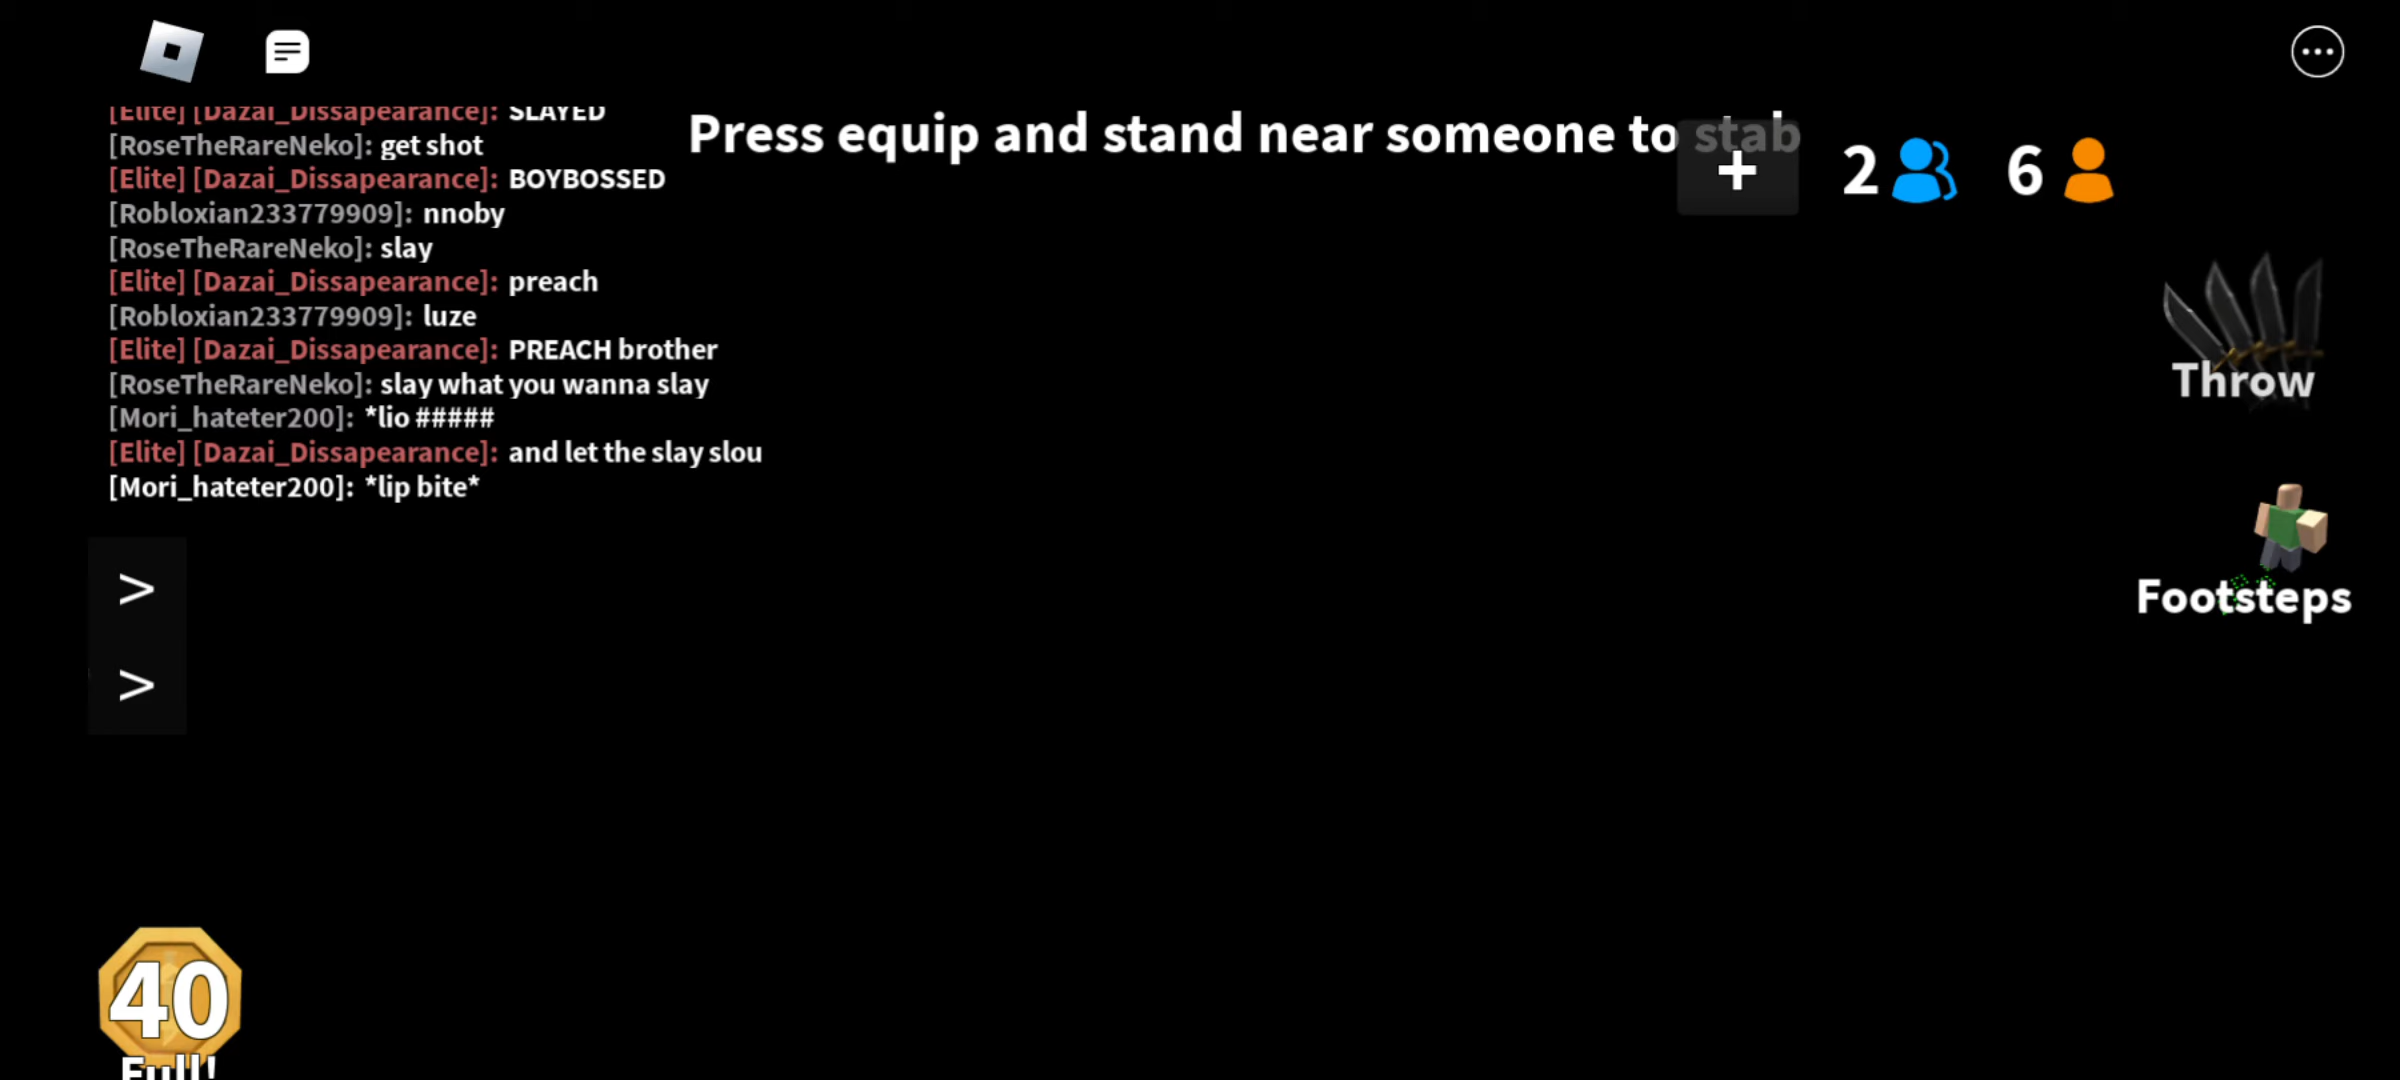 [Elite] [Dazai_Dissapearance]: SLAYED
[RoseTheRareNeko]: get shot
[Elite] [Dazai_Dissapearance]: BOYBOSSED
[Robloxian233779909]: nnoby
[RoseTheRareNeko]: slay
[Elite] [Dazai_Dissapearance]: preach
[Robloxian233779909]: luze
[Elite] [Dazai_Dissapearance]: PREACH brother
[RoseTheRareNeko]: slay what you wanna slay
[Mori_hateter200]: *lio #####
[Elite] [Dazai_Dissapearance]: and let the slay slou
[Mori_hateter200]: *lip bite*
Press equip and stand near someone to stab
+
2
6
Throw
Footsteps
>
>
40
Full!